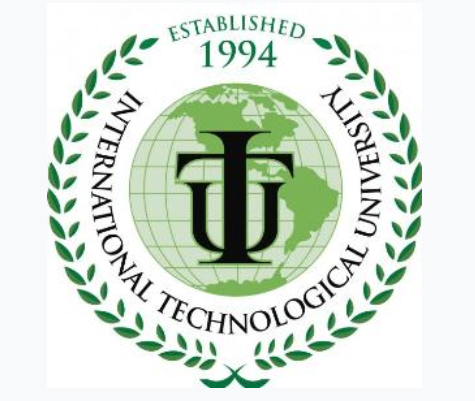 ESTABLISHED
1994
INTERNATIONAL TECHNOLOGICAL UNIVERSITY
ITU